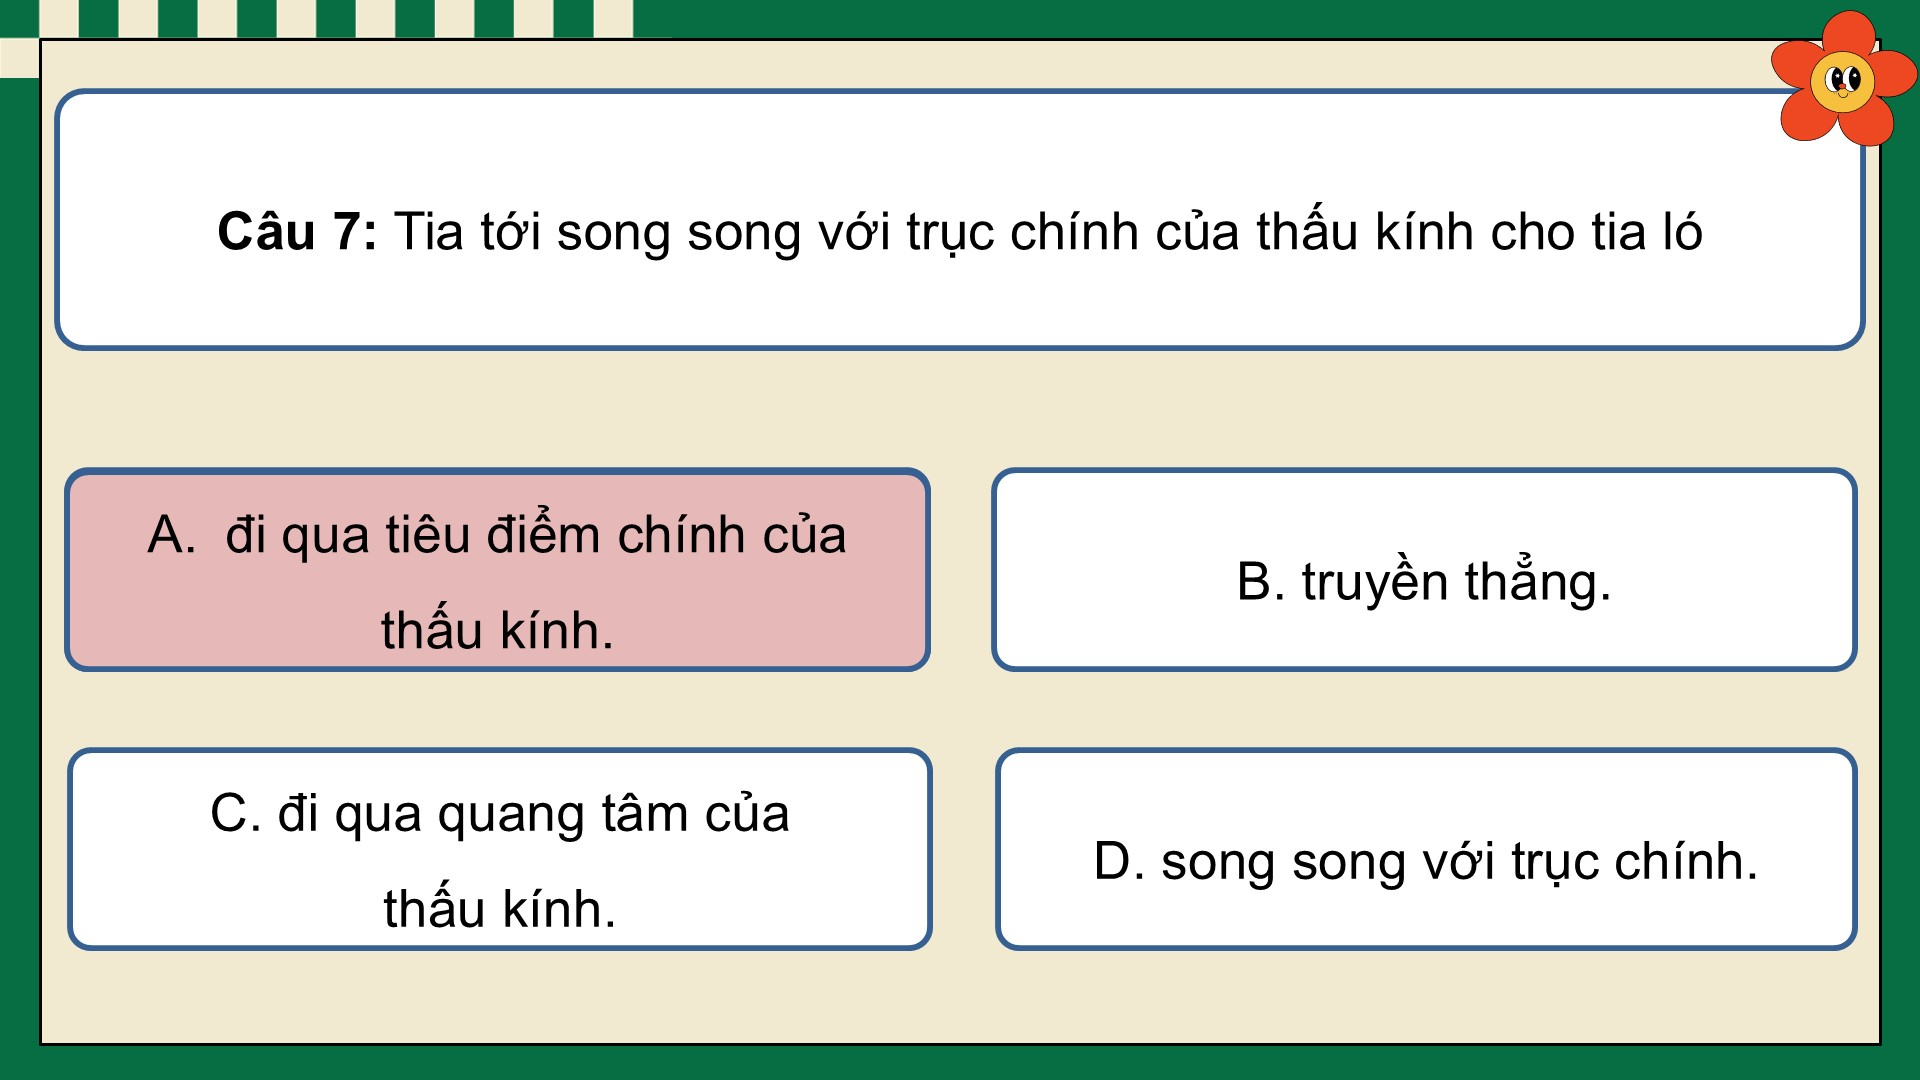 Câu 7: Tia tới song song với trục chính của thấu kính cho tia ló
A. đi qua tiêu điểm chính của
thấu kính.
B. truyền thẳng.
C. đi qua quang tâm của
thấu kính.
D. song song với trục chính.